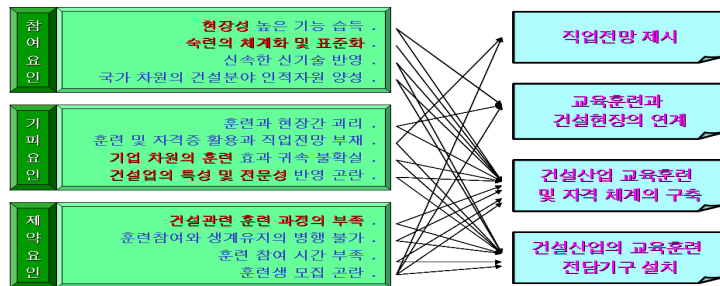 참
여
요
인
현장성 높은 기능 습득 .
숙련의 체계화 및 표준화 .
신속한 신기술 반영 .
국가 차원의 건설분야 인적자원 양성 .
기
피
요
인
훈련과 현장간 괴리 .
훈련 및 자격증 활용과 직업전망 부재 .
기업 차원의 훈련 효과 귀속 불확실 .
건설업의 특성 및 전문성 반영 곤란 .
제
약
요
인
건설관련 훈련 과정의 부족 .
훈련참여와 생계유지의 병행 불가 .
훈련 참여 시간 부족 .
훈련생 모집 곤란 .
직업전망 제시
교육훈련과
건설현장의 연계
건설산업 교육훈련
및 자격 체계의 구축
건설산업의 교육훈련
전담기구 설치